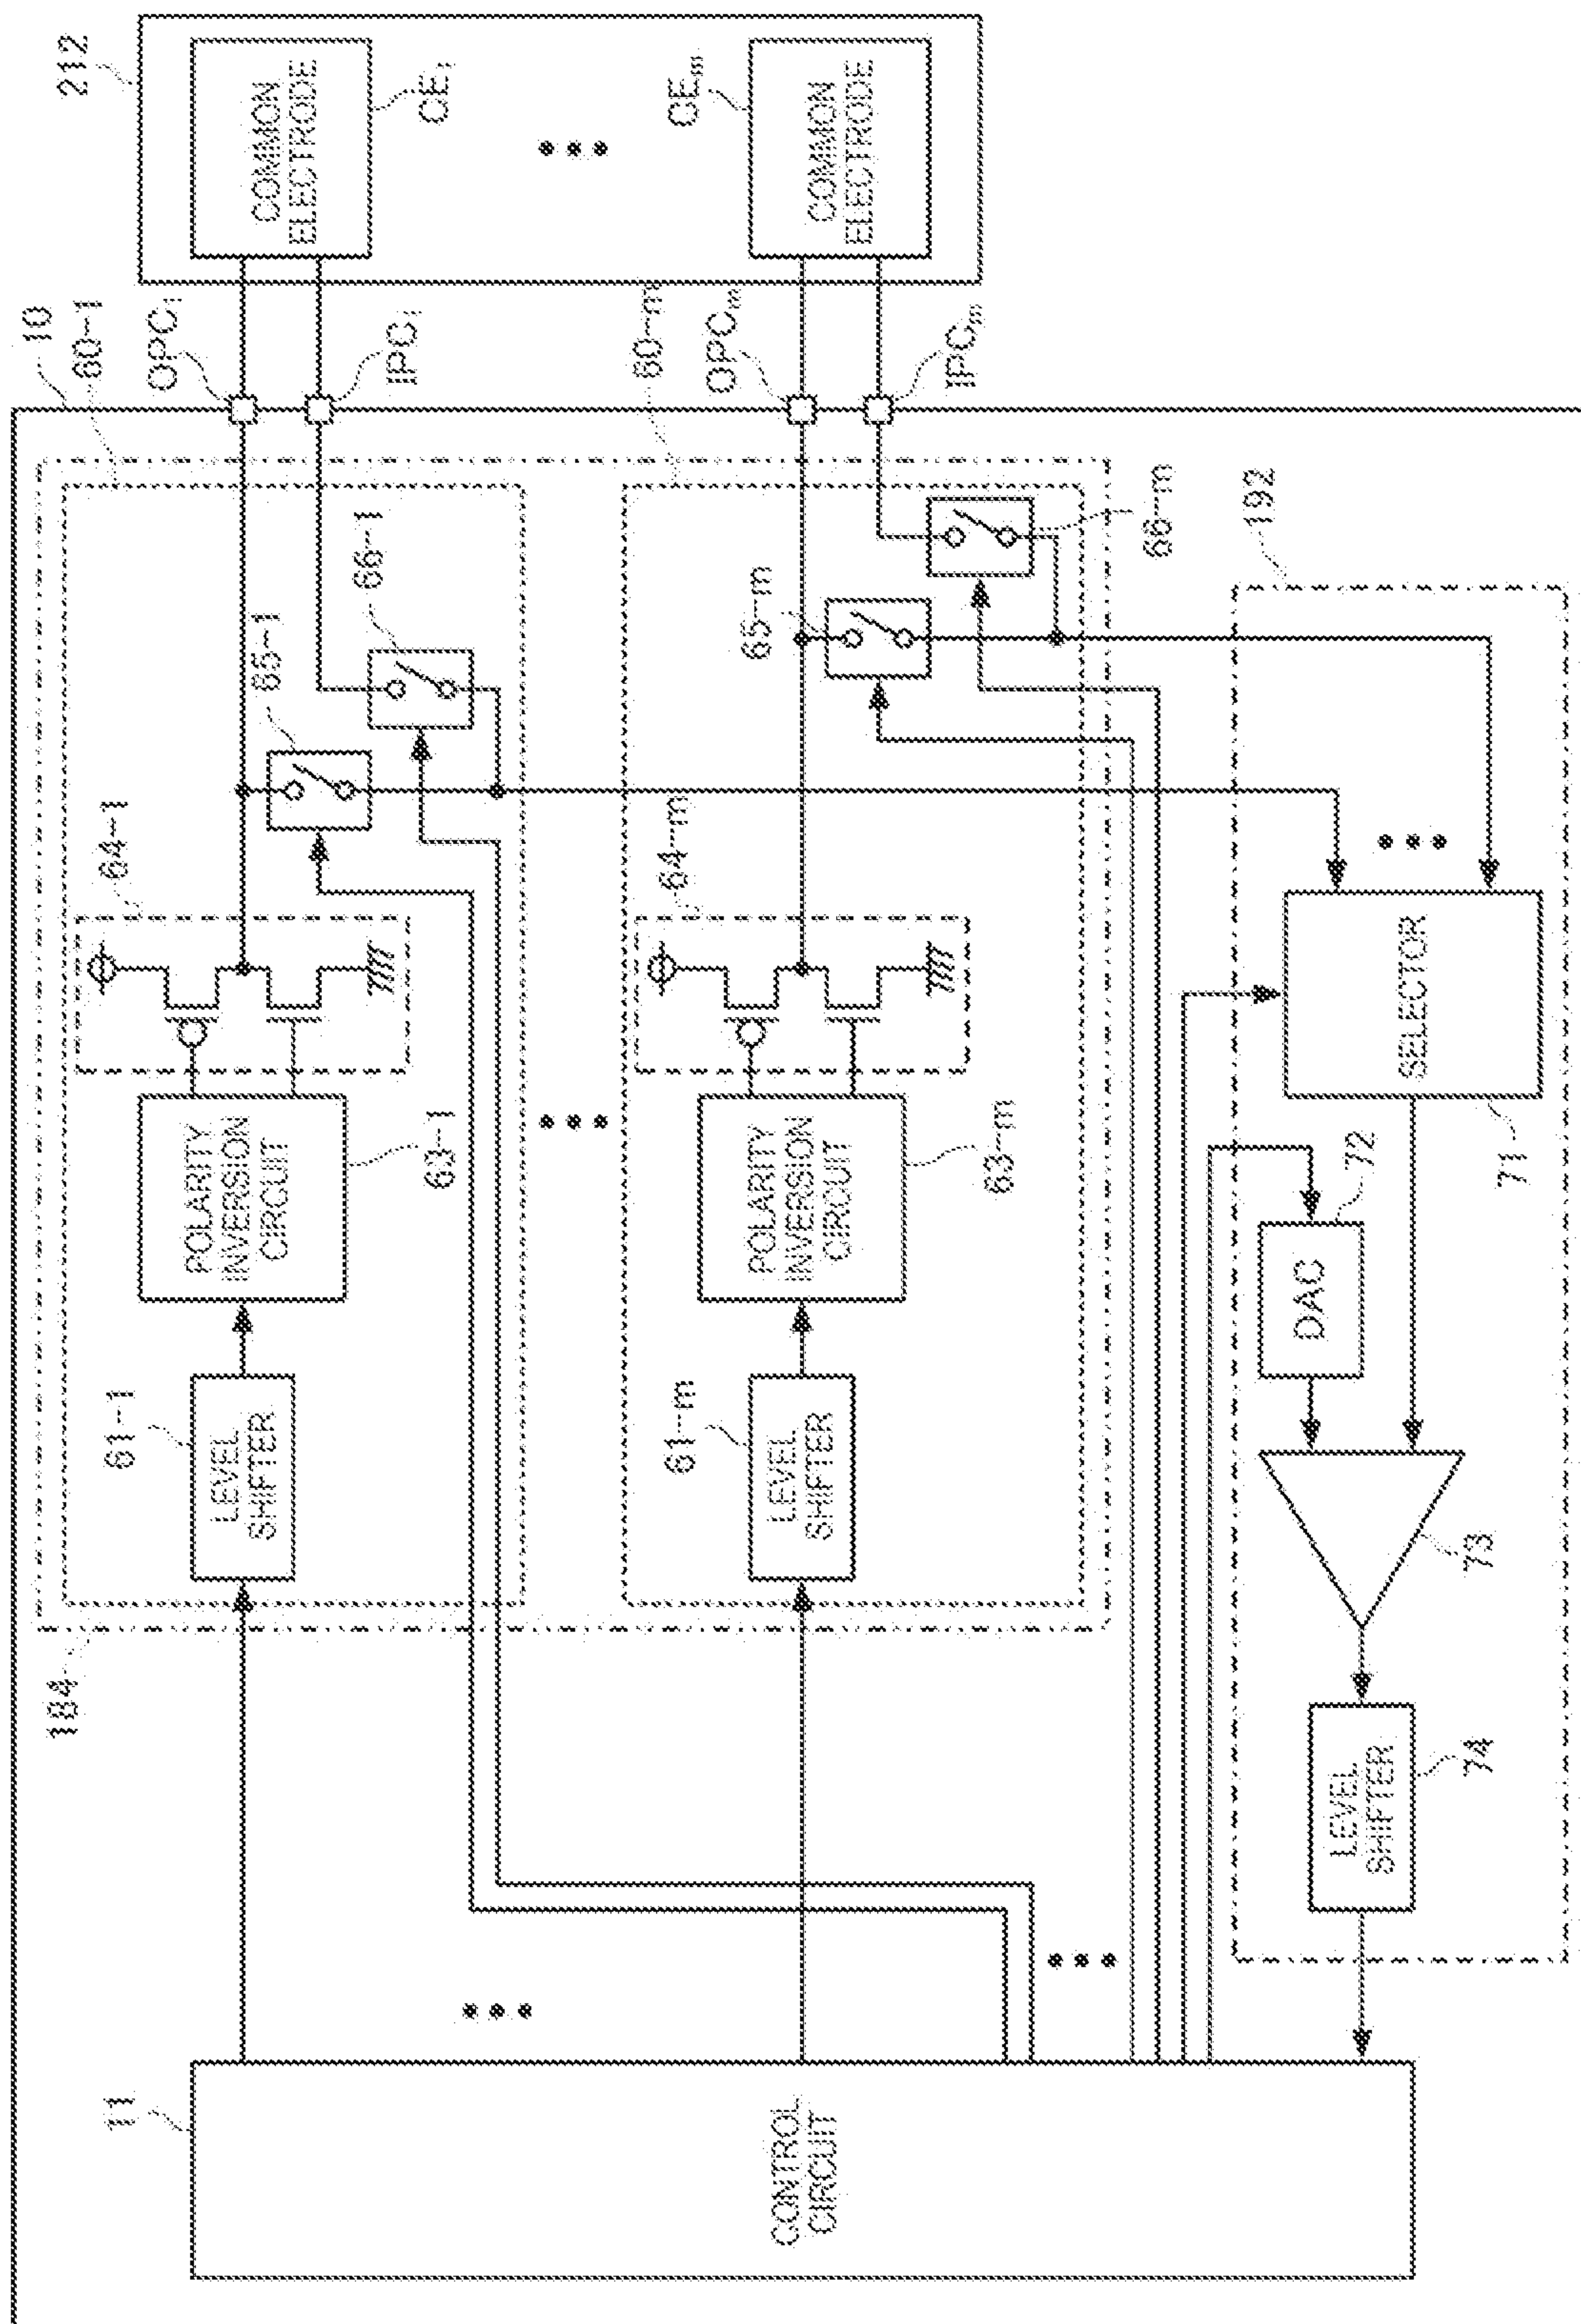 212
COMMON
ELECTRODE
CE1
COMMON
ELECTRODE
CEm
10
60-1
OPC1
IPC1
60-m
OPCm
IPCm
184
61-1
LEVEL
SHIFTER
POLARITY
INVERSION
CIRCUIT
63-1
64-1
65-1
66-1
61-m
LEVEL
SHIFTER
POLARITY
INVERSION
CIRCUIT
63-m
64-m
65-m
66-m
192
SELECTOR
71
DAC
72
73
LEVEL
SHIFTER
74
11
CONTROL
CIRCUIT